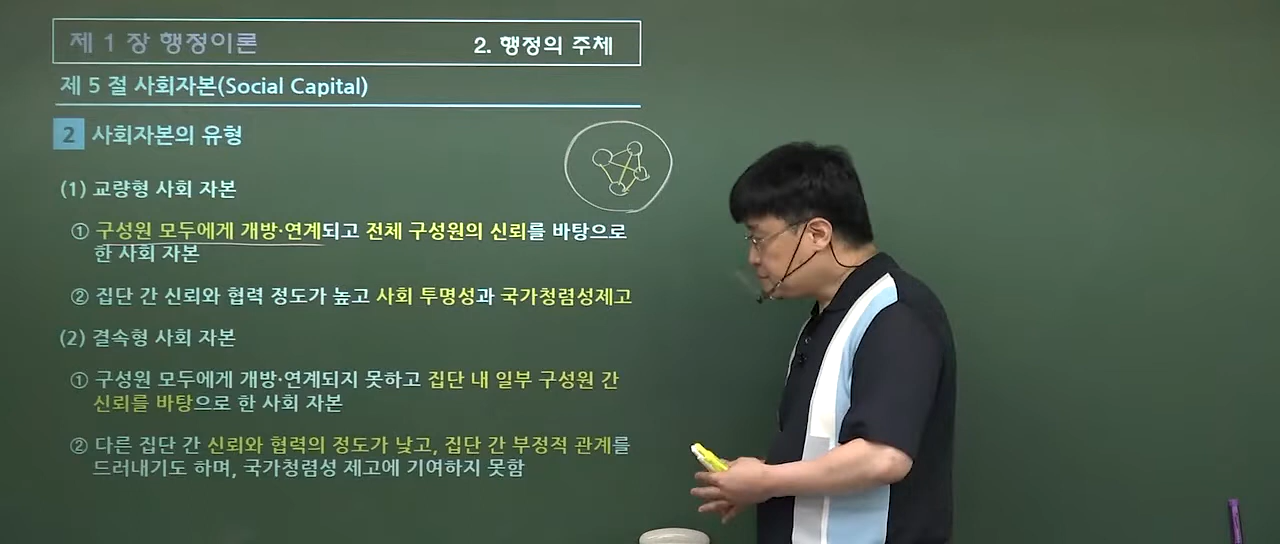 제 1 장 행정이론
2. 행정의 주체
제 5 절 사회자본(Social Capital)
2 사회자본의 유형
(1) 교량형 사회 자본
① 구성원 모두에게 개방·연계되고 전체 구성원의 신뢰를 바탕으로
한 사회 자본
② 집단 간 신뢰와 협력 정도가 높고 사회 투명성과 국가청렴성제고
(2) 결속형 사회 자본
① 구성원 모두에게 개방·연계되지 못하고 집단 내 일부 구성원 간
신뢰를 바탕으로 한 사회 자본
② 다른 집단 간 신뢰와 협력의 정도가 낮고, 집단 간 부정적 관계를
드러내기도 하며, 국가청렴성 제고에 기여하지 못함